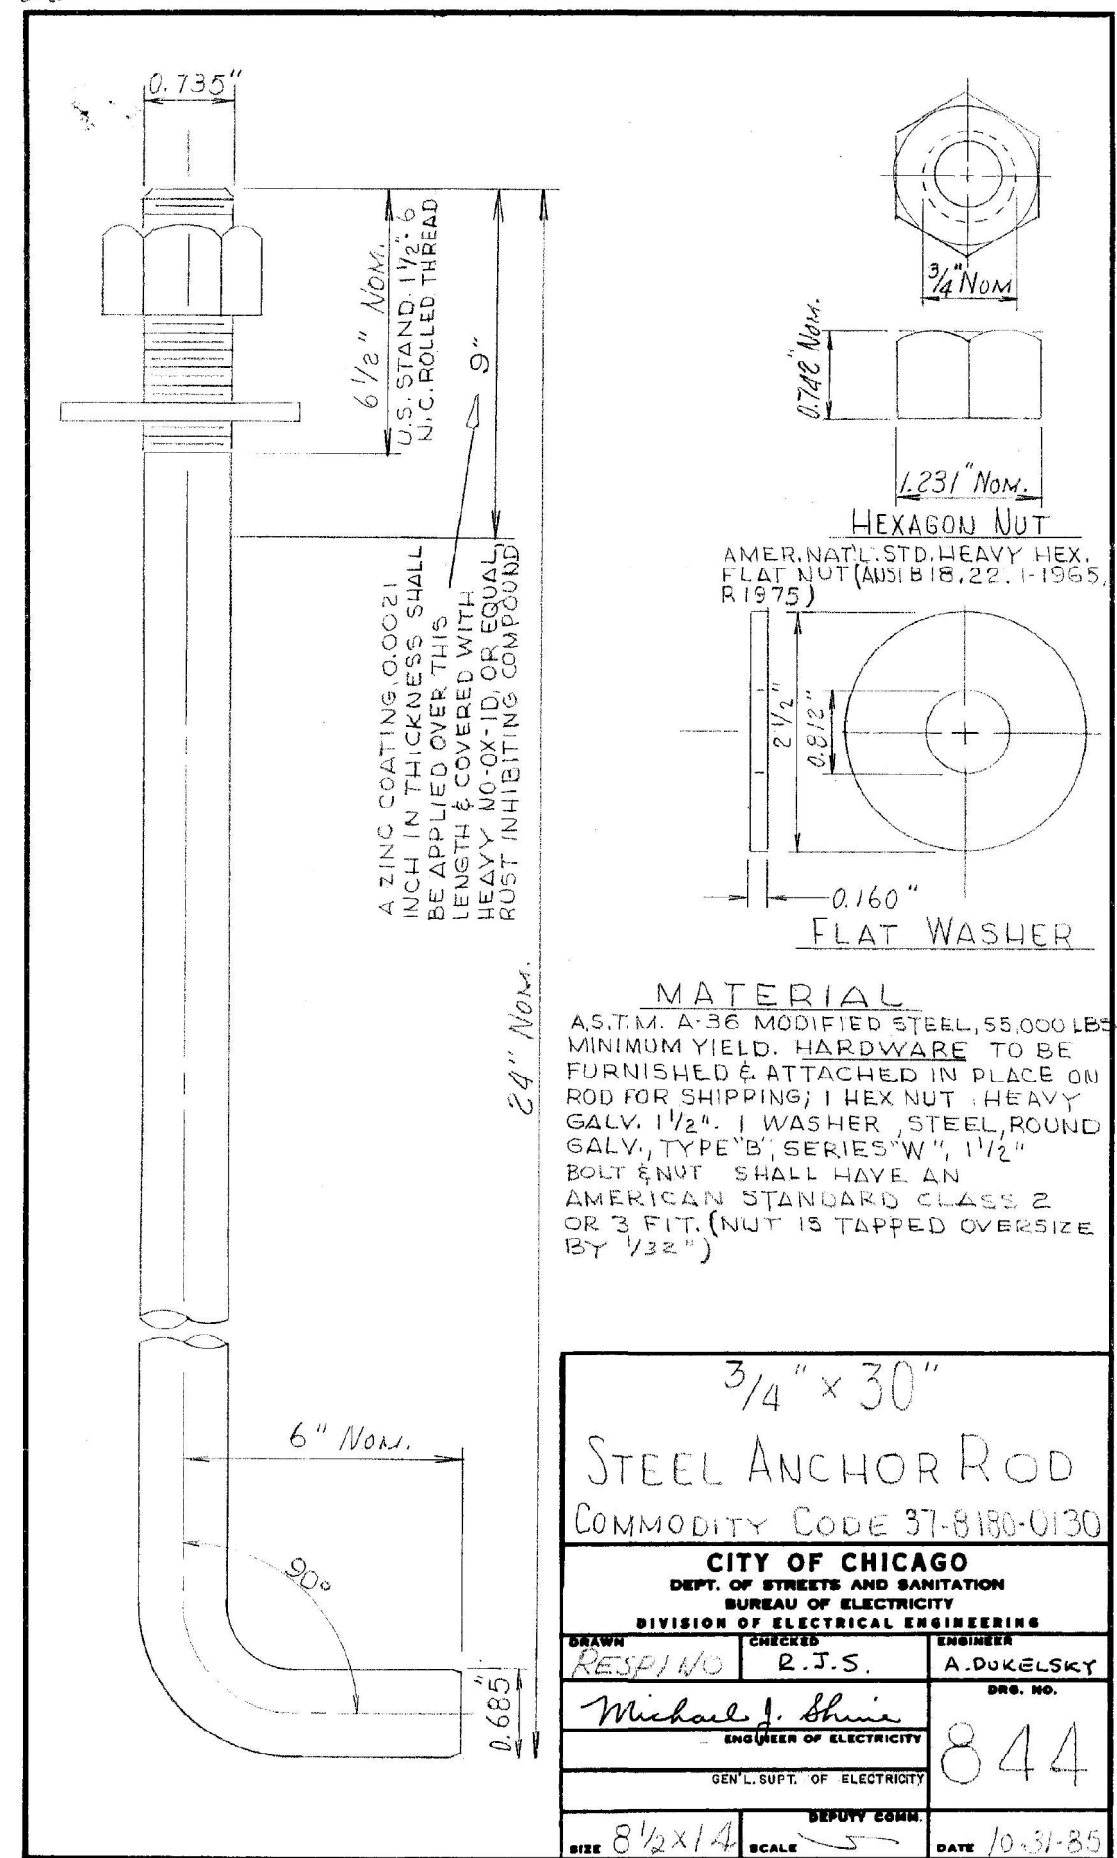 0.735"
6 1/2" NOM.
U.S. STAND. 1 1/2"-6
N.C. ROLLED THREAD
9"
A ZINC COATING, 0.0021
INCH IN THICKNESS SHALL
BE APPLIED OVER THIS
LENGTH & COVERED WITH
HEAVY NO-OX-ID, OR EQUAL,
RUST INHIBITING COMPOUND
24" NOM.
6" NOM.
90°
0.685"
3/4" NOM
0.742" NOM.
1.231" NOM.
HEXAGON NUT
AMER. NAT'L. STD. HEAVY HEX.
FLAT NUT (ANSI B18.22.1-1965,
R1975)
2 1/2"
0.812"
0.160"
FLAT WASHER
MATERIAL
A.S.T.M. A-36 MODIFIED STEEL, 55,000 LBS
MINIMUM YIELD. HARDWARE TO BE
FURNISHED & ATTACHED IN PLACE ON
ROD FOR SHIPPING; 1 HEX NUT, HEAVY
GALV. 1 1/2". 1 WASHER, STEEL, ROUND
GALV., TYPE "B", SERIES "W", 1 1/2"
BOLT & NUT SHALL HAVE AN
AMERICAN STANDARD CLASS 2
OR 3 FIT. (NUT IS TAPPED OVERSIZE
BY 1/32")
3/4" x 30"
STEEL ANCHOR ROD
COMMODITY CODE 37-8180-0130
CITY OF CHICAGO
DEPT. OF STREETS AND SANITATION
BUREAU OF ELECTRICITY
DIVISION OF ELECTRICAL ENGINEERING
DRAWN RESPINO
CHECKED R.J.S.
ENGINEER A. DUKELSKY
Michael J. Shine
ENGINEER OF ELECTRICITY
DRG. NO. 844
GEN'L. SUPT. OF ELECTRICITY
DEPUTY COMM.
SIZE 8 1/2 x 14
SCALE
DATE 10-31-85